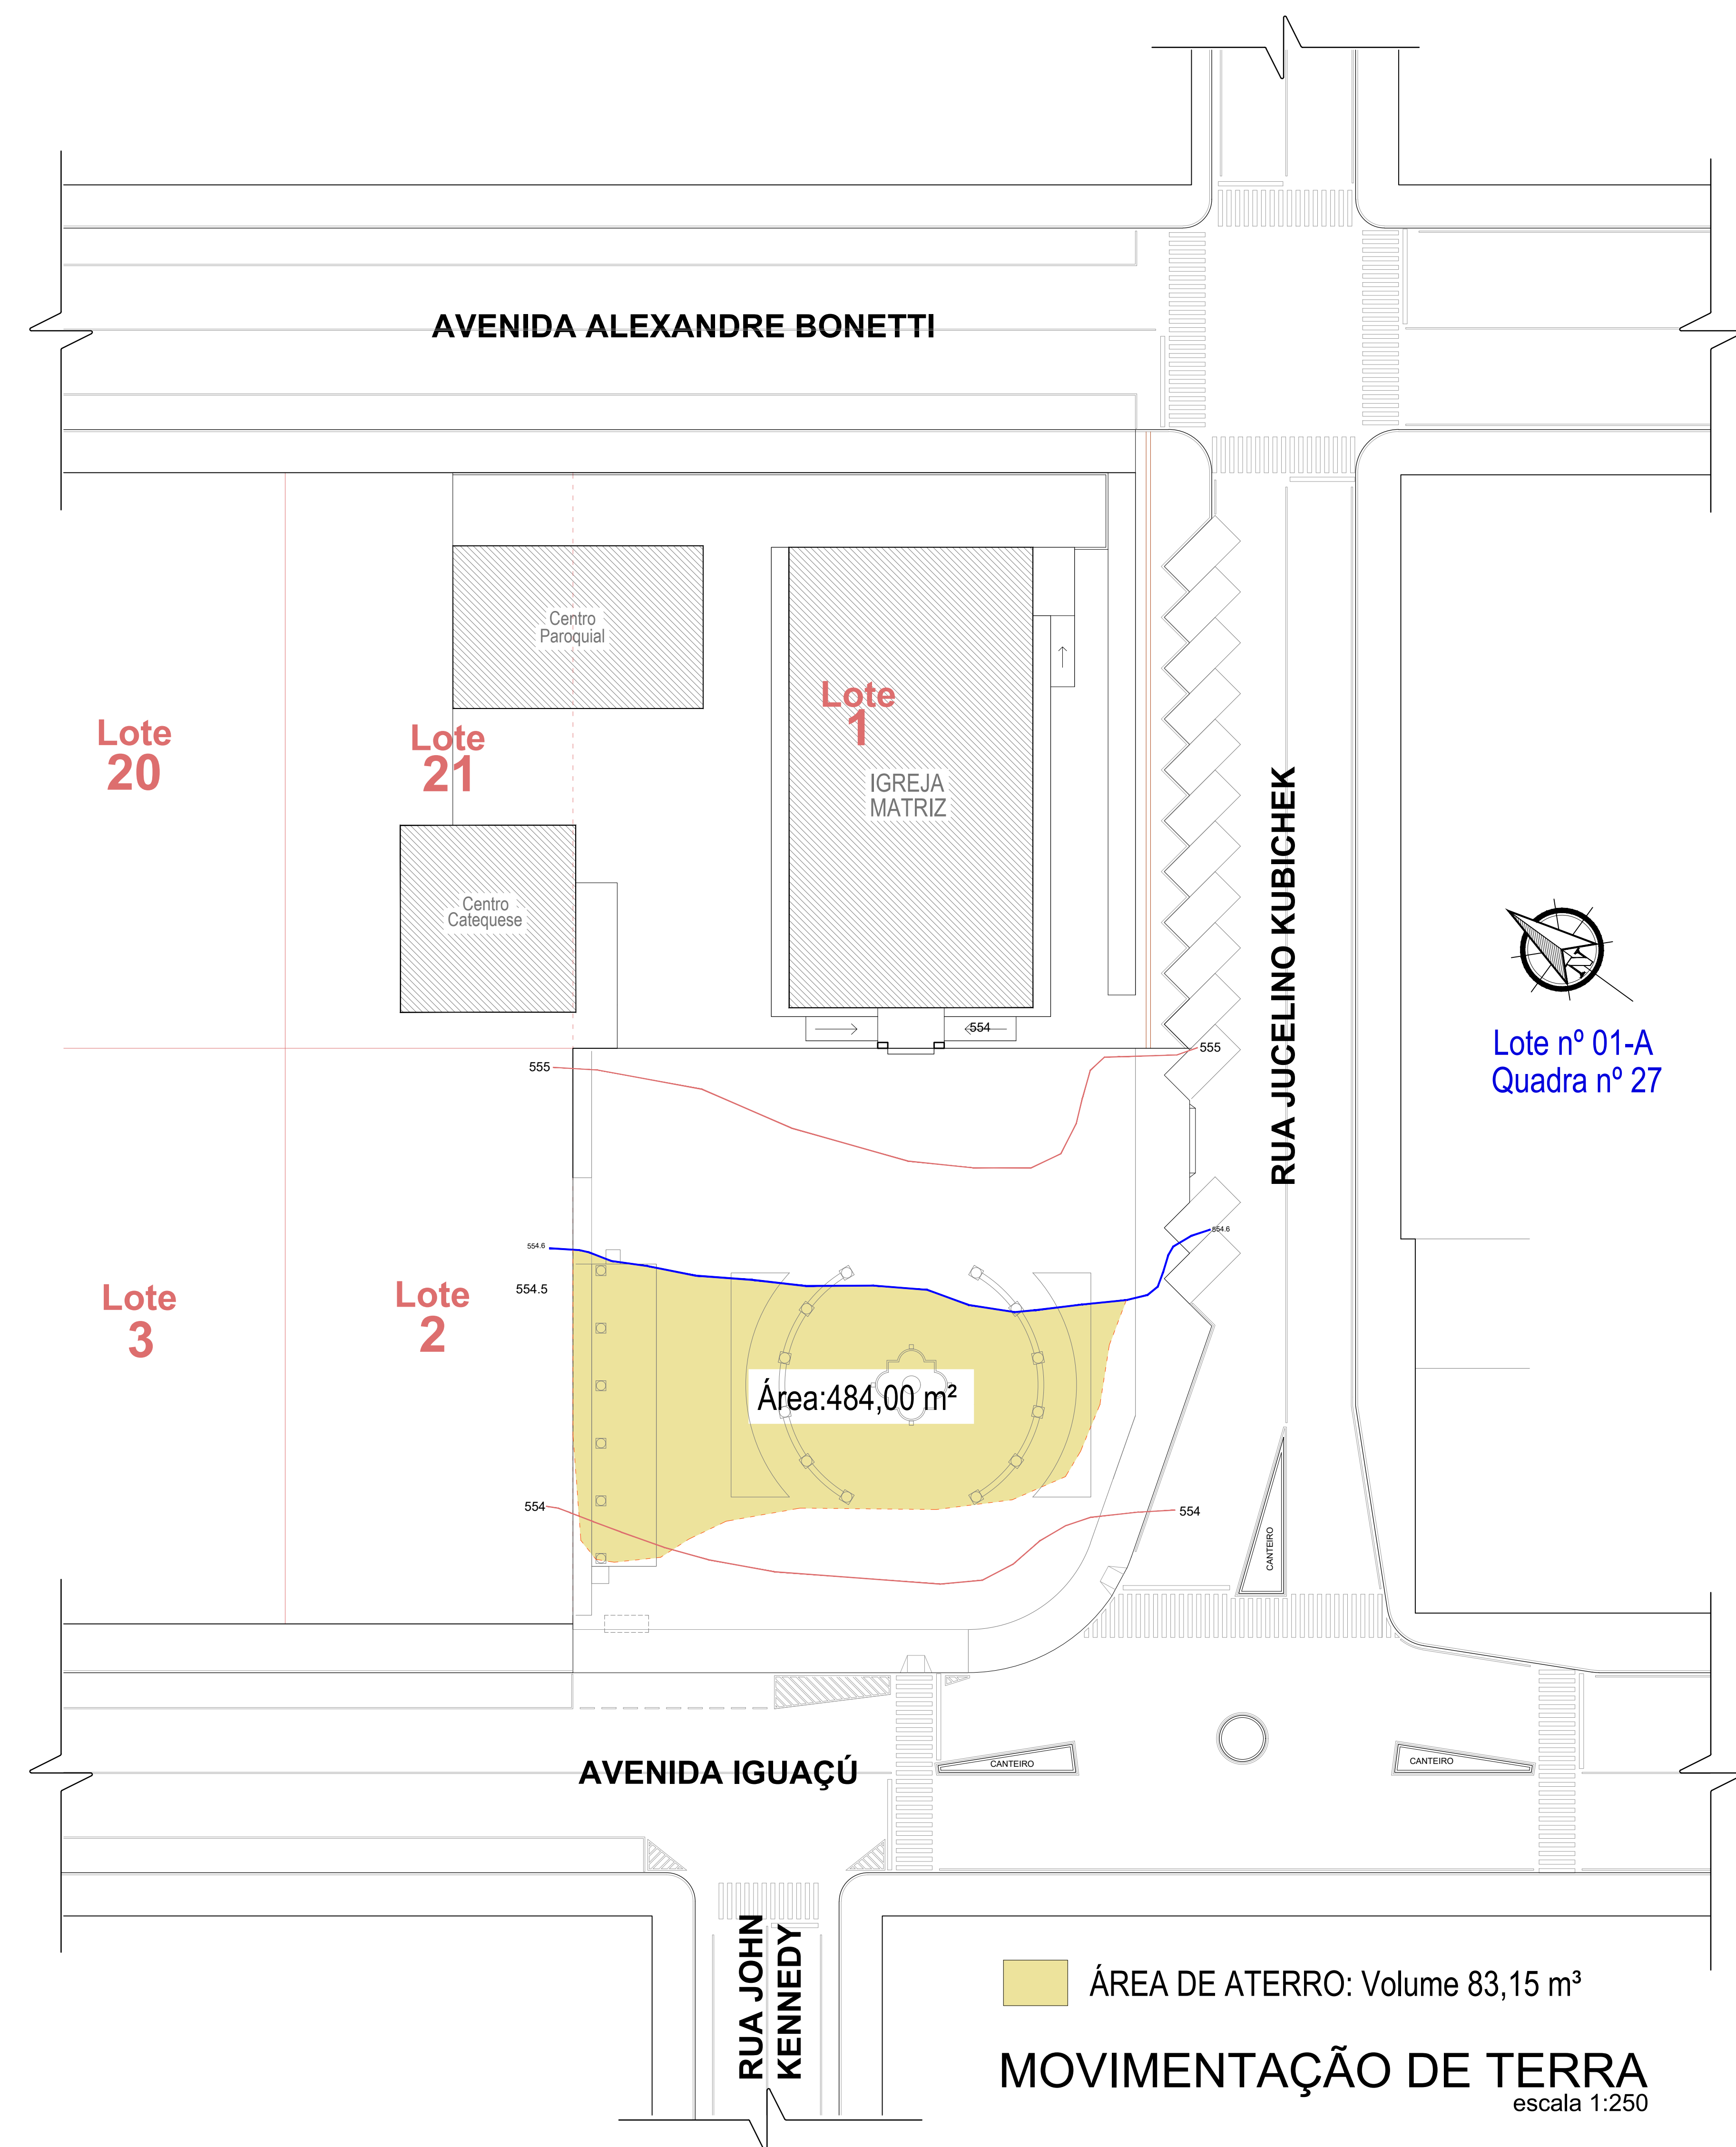 AVENIDA ALEXANDRE BONETTI
Centro
Paroquial
Lote
1
Lote
20
Lote
21
IGREJA
MATRIZ
RUA JUCELINO KUBICHEK
Centro
Catequese
554
Lote nº 01-A
Quadra nº 27
555
555
554.6
554.6
554.5
Lote
3
Lote
2
Área:484,00 m²
554
554
CANTEIRO
AVENIDA IGUAÇÚ
CANTEIRO
CANTEIRO
RUA JOHN
KENNEDY
ÁREA DE ATERRO: Volume 83,15 m³
MOVIMENTAÇÃO DE TERRA
escala 1:250